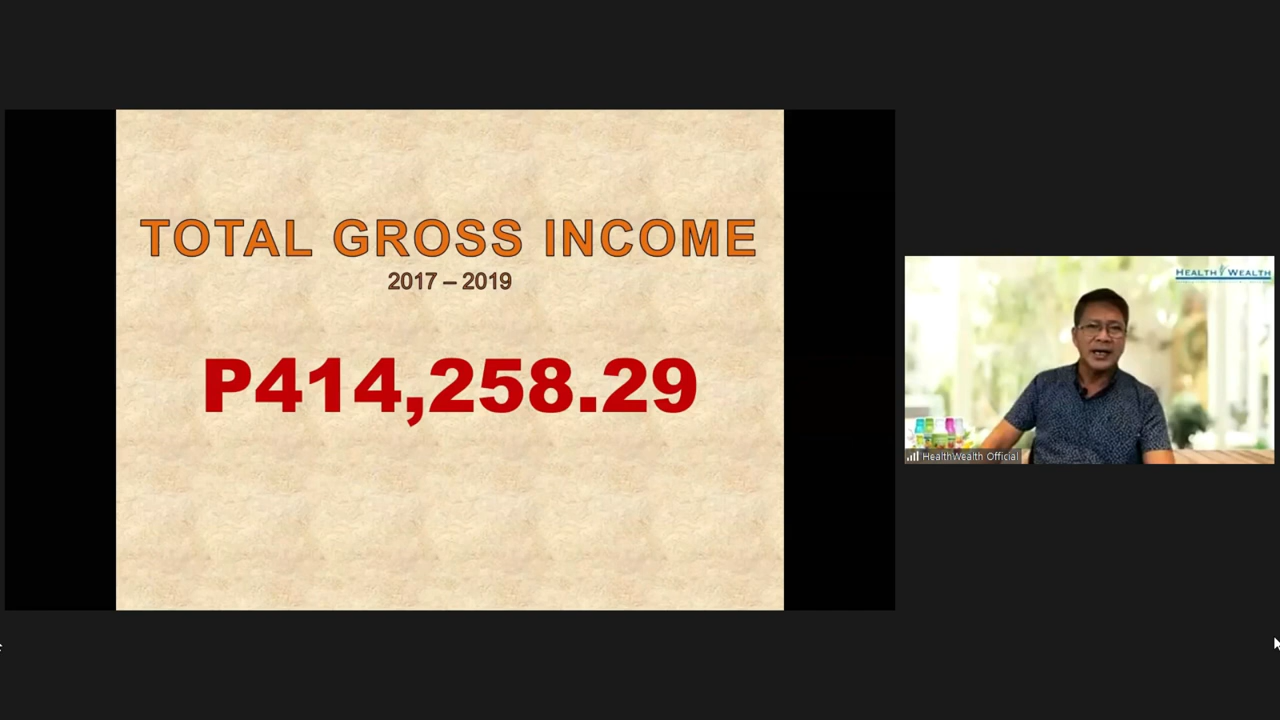 TOTAL GROSS INCOME
2017 – 2019
P414,258.29
HEALTH WEALTH
HealthWealth Official